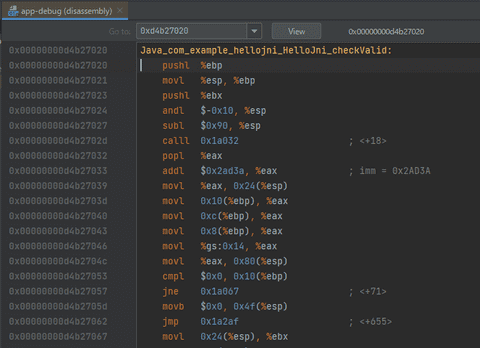 app-debug (disassembly) ×
Go to: 0xd4b27020 View 0x00000000d4b27020
0x00000000d4b27020 Java_com_example_hellojni_HelloJni_checkValid:
0x00000000d4b27020 pushl %ebp
0x00000000d4b27021 movl %esp, %ebp
0x00000000d4b27023 pushl %ebx
0x00000000d4b27024 andl $-0x10, %esp
0x00000000d4b27027 subl $0x90, %esp
0x00000000d4b2702d calll 0x1a032 ; <+18>
0x00000000d4b27032 popl %eax
0x00000000d4b27033 addl $0x2ad3a, %eax ; imm = 0x2AD3A
0x00000000d4b27039 movl %eax, 0x24(%esp)
0x00000000d4b2703d movl 0x10(%ebp), %eax
0x00000000d4b27040 movl 0xc(%ebp), %eax
0x00000000d4b27043 movl 0x8(%ebp), %eax
0x00000000d4b27046 movl %gs:0x14, %eax
0x00000000d4b2704c movl %eax, 0x80(%esp)
0x00000000d4b27053 cmpl $0x0, 0x10(%ebp)
0x00000000d4b27057 jne 0x1a067 ; <+71>
0x00000000d4b2705d movb $0x0, 0x4f(%esp)
0x00000000d4b27062 jmp 0x1a2af ; <+655>
0x00000000d4b27067 movl 0x24(%esp), %ebx